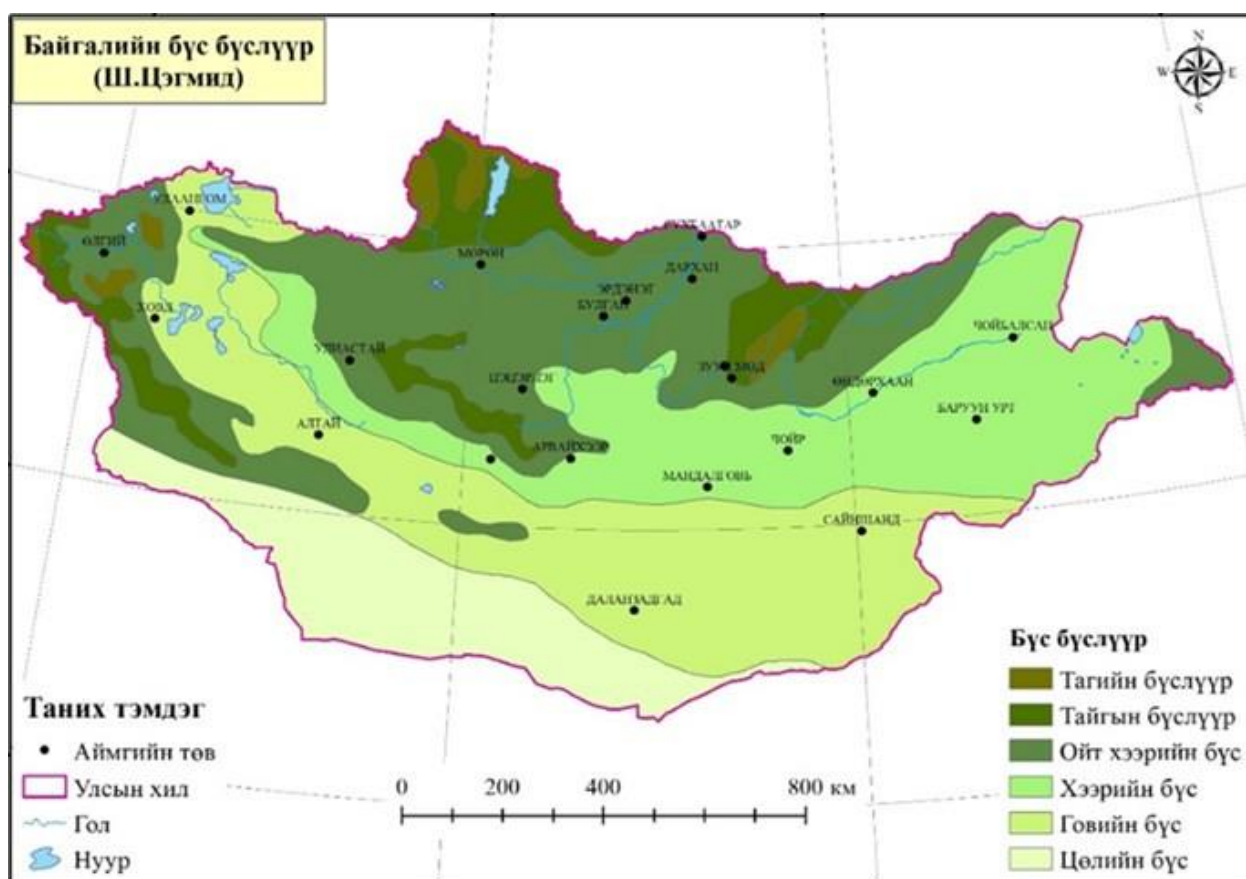 Байгалийн бүс бүслүүр
(Ш.Цэгмид)
N
W
E
S
УЛААНГОМ
ӨЛГИЙ
СҮХБААТАР
МӨРӨН
ДАРХАН
ЭРДЭНЭТ
БУЛГАН
ХОВД
ЧОЙБАЛСАН
УЛИАСТАЙ
ЗУУНМОД
ЦЭЦЭРЛЭГ
ӨНДӨРХААН
БАРУУН УРТ
АЛТАЙ
АРВАЙХЭЭР
ЧОЙР
МАНДАЛГОВЬ
САЙНШАНД
ДАЛАНЗАДГАД
Таних тэмдэг
Аймгийн төв
Улсын хил
Гол
Нуур
0 200 400 800 км
Бүс бүслүүр
Тагийн бүслүүр
Тайгын бүслүүр
Ойт хээрийн бүс
Хээрийн бүс
Говийн бүс
Цөлийн бүс